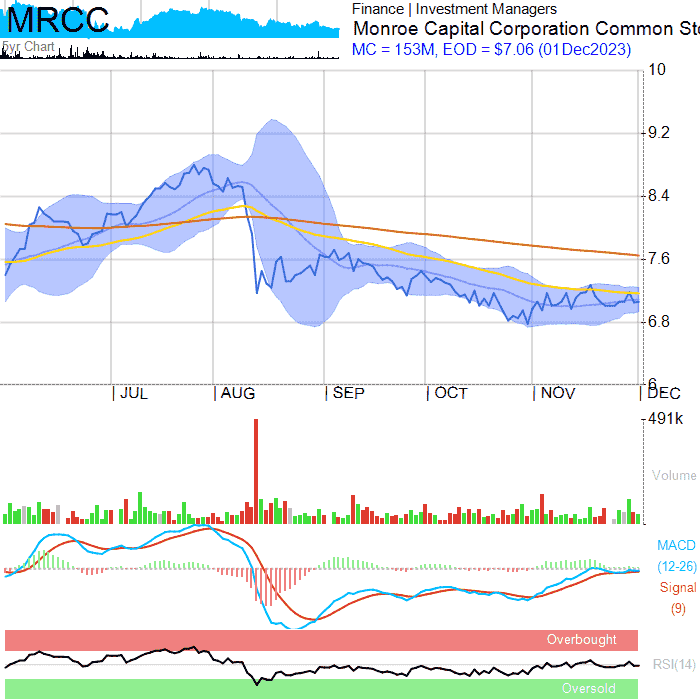 MRCC
5yr Chart
Finance | Investment Managers
Monroe Capital Corporation Common Sto
MC = 153M, EOD = $7.06 (01Dec2023)
10
9.2
8.4
7.6
6.8
6
JUL
AUG
SEP
OCT
NOV
DEC
491k
Volume
MACD
(12-26)
Signal
(9)
Overbought
RSI(14)
Oversold